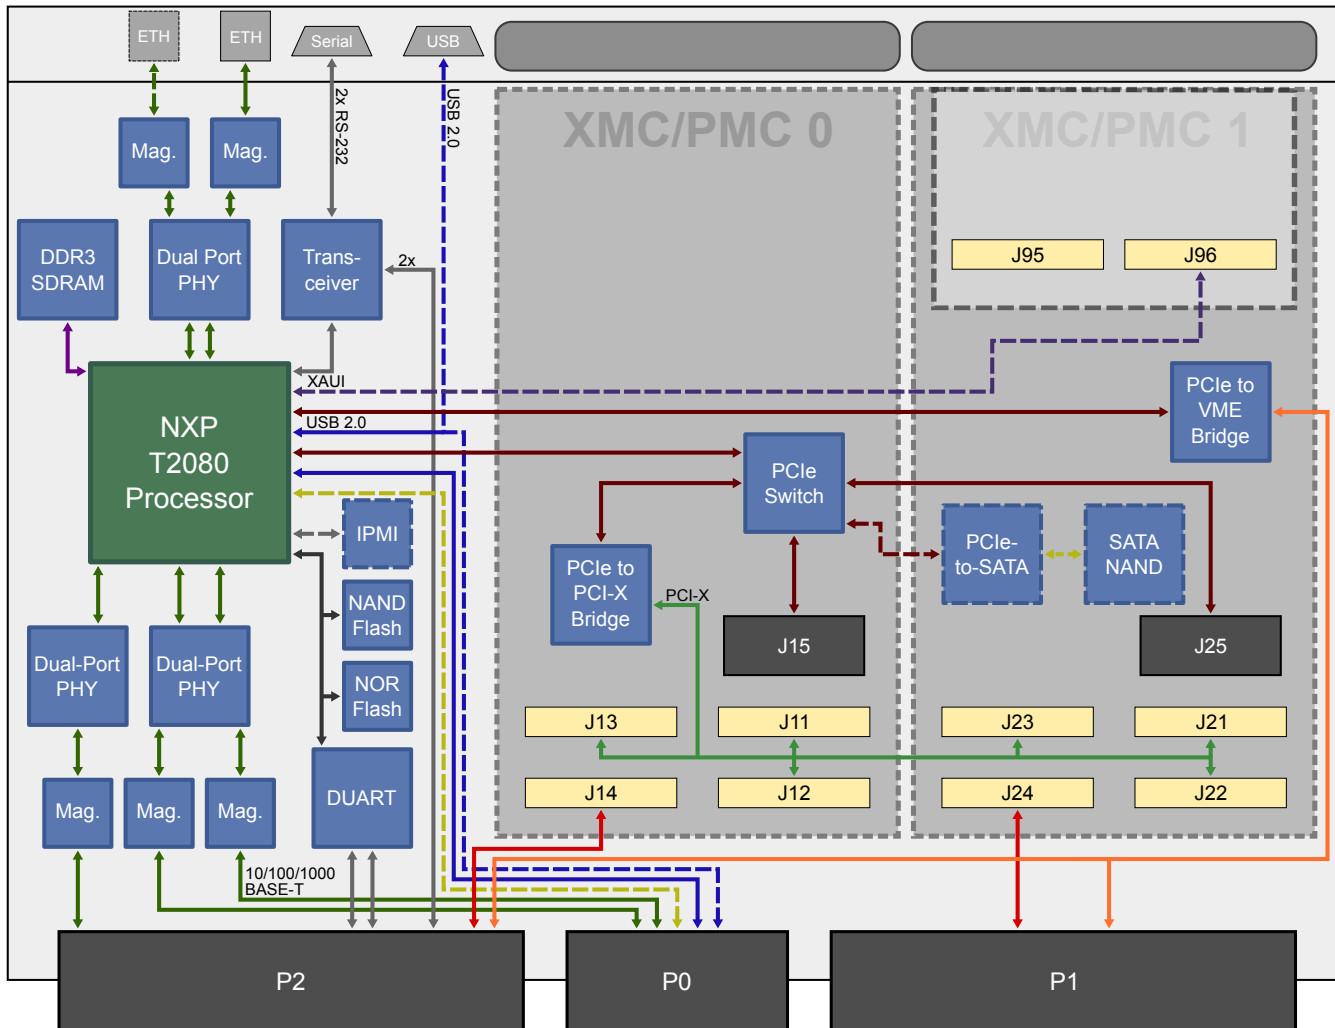 ETH
ETH
Serial
USB
2x RS-232
USB 2.0
XMC/PMC 0
XMC/PMC 1
Mag.
Mag.
DDR3
SDRAM
Dual Port
PHY
Trans-
ceiver
2x
J95
J96
XAUI
USB 2.0
NXP
T2080
Processor
PCIe to
VME
Bridge
PCIe
Switch
IPMI
PCIe to
PCI-X
Bridge
PCI-X
PCIe-
to-SATA
SATA
NAND
NAND
Flash
J15
J25
Dual-Port
PHY
Dual-Port
PHY
NOR
Flash
J13
J11
J23
J21
Mag.
Mag.
Mag.
DUART
J14
J12
J24
J22
10/100/1000
BASE-T
P2
P0
P1